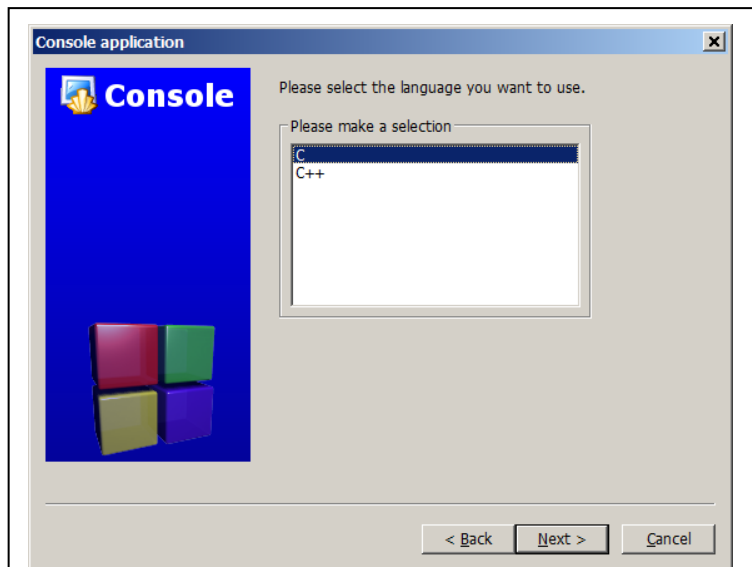 Console application
Console
Please select the language you want to use.
Please make a selection
C
C++
< Back
Next >
Cancel